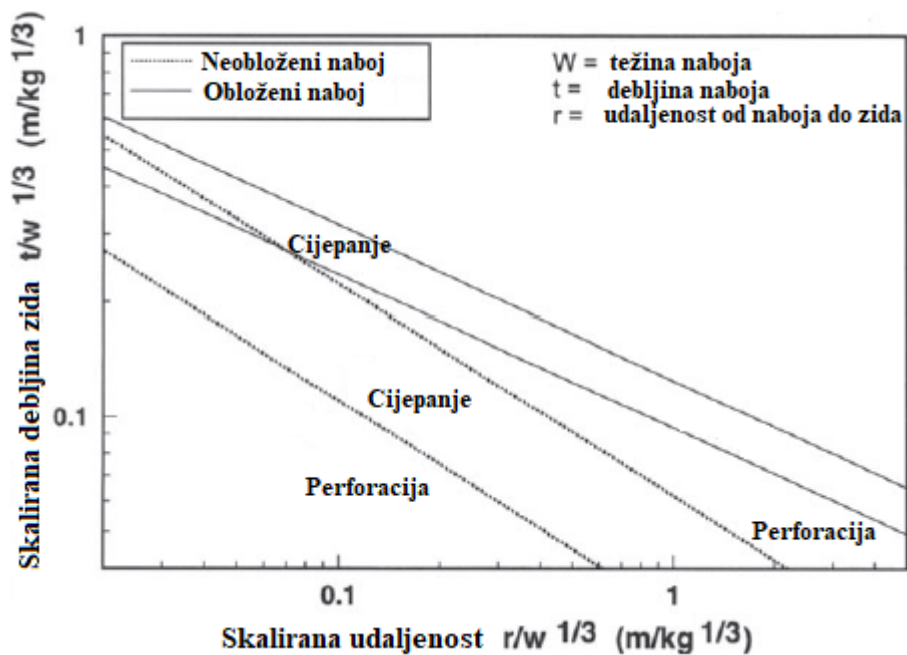 Skalirana debljina zida t/w 1/3 (m/kg 1/3)
1
0.1
Neobloženi naboj
Obloženi naboj
W = težina naboja
t = debljina naboja
r = udaljenost od naboja do zida
Cijepanje
Cijepanje
Perforacija
Perforacija
0.1
1
Skalirana udaljenost r/w 1/3 (m/kg 1/3)